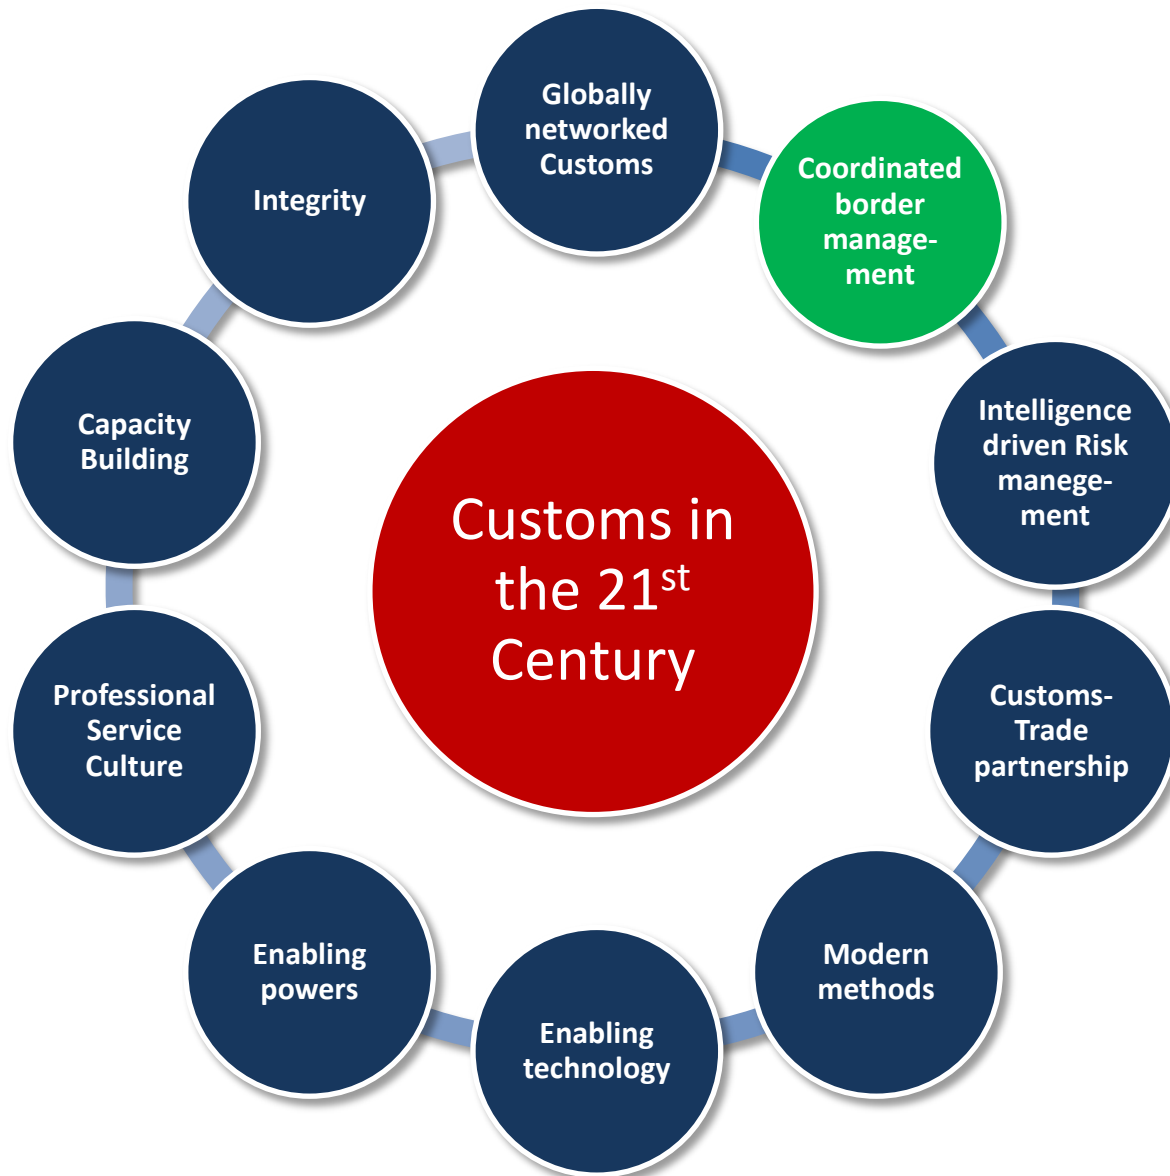 Globally
networked
Customs
Coordinated
border
manage-
ment
Intelligence
driven Risk
manege-
ment
Customs-
Trade
partnership
Modern
methods
Enabling
technology
Enabling
powers
Professional
Service
Culture
Capacity
Building
Integrity
Customs in
the 21st
Century